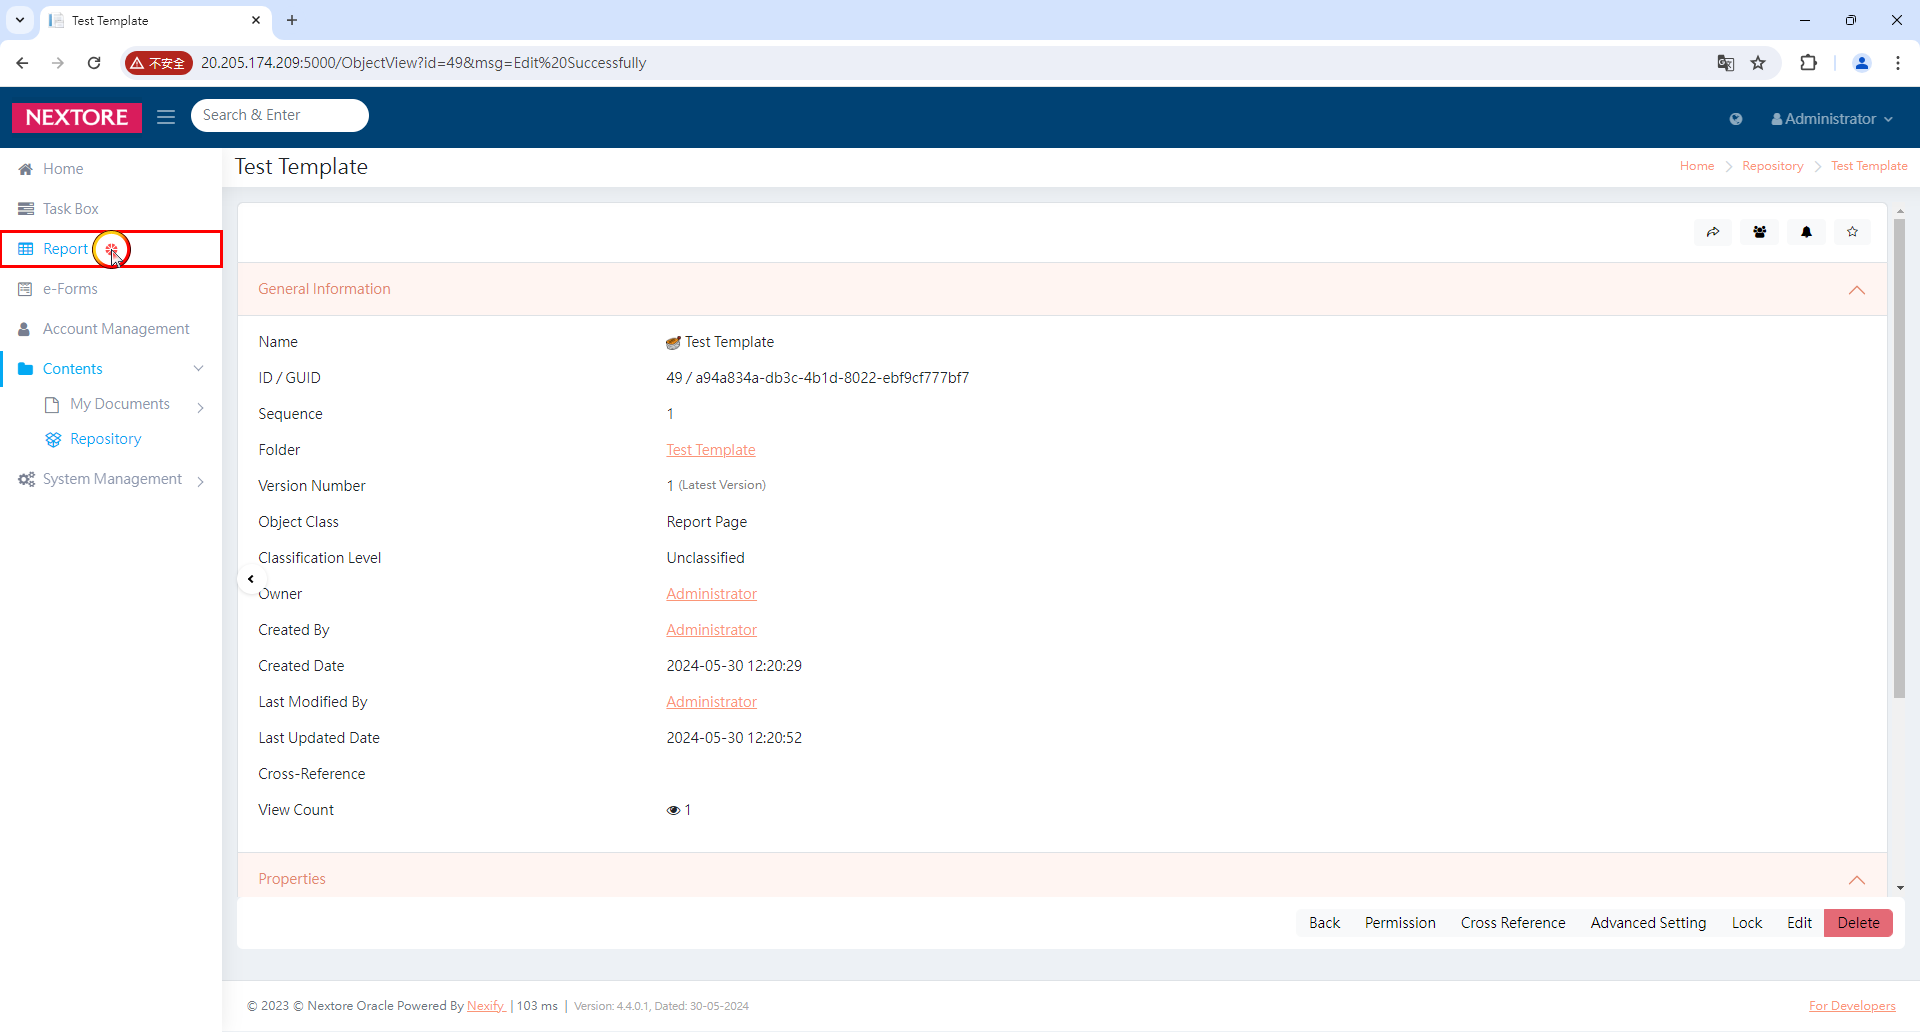 Test Template
不安全
20.205.174.209:5000/ObjectView?id=49&msg=Edit%20Successfully
NEXTORE
Search & Enter
Administrator
Home
Task Box
Report
e-Forms
Account Management
Contents
My Documents
Repository
System Management
Test Template
Home
Repository
Test Template
General Information
Name Test Template
ID / GUID 49 / a94a834a-db3c-4b1d-8022-ebf9cf777bf7
Sequence 1
Folder Test Template
Version Number 1 (Latest Version)
Object Class Report Page
Classification Level Unclassified
Owner Administrator
Created By Administrator
Created Date 2024-05-30 12:20:29
Last Modified By Administrator
Last Updated Date 2024-05-30 12:20:52
Cross-Reference
View Count 1
Properties
Back Permission Cross Reference Advanced Setting Lock Edit Delete
© 2023 © Nextore Oracle Powered By Nexify | 103 ms | Version: 4.4.0.1, Dated: 30-05-2024
For Developers